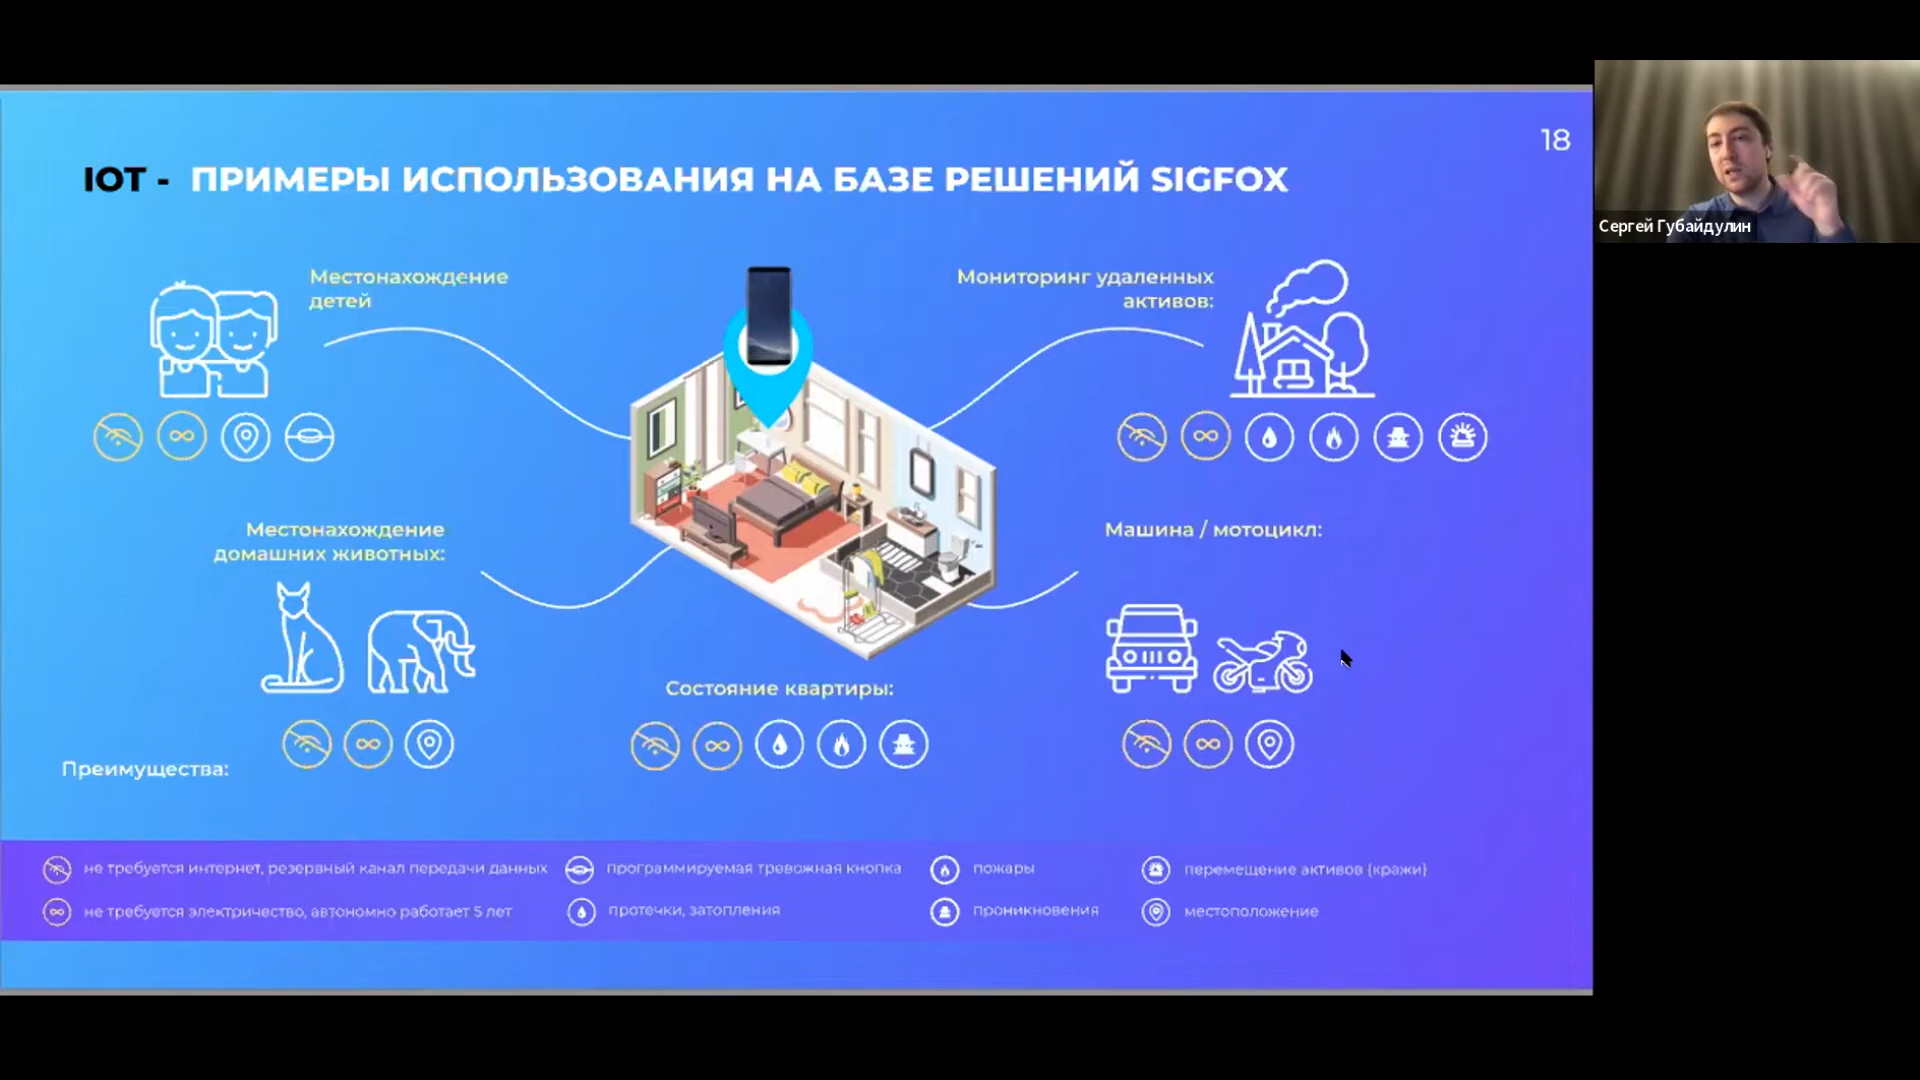 18
IOT - ПРИМЕРЫ ИСПОЛЬЗОВАНИЯ НА БАЗЕ РЕШЕНИЙ SIGFOX
Сергей Губайдулин
Местонахождение
детей
Мониторинг удаленных
активов:
Местонахождение
домашних животных:
Машина / мотоцикл:
Состояние квартиры:
Преимущества:
не требуется интернет, резервный канал передачи данных
программируемая тревожная кнопка
пожары
перемещение активов (кражи)
не требуется электричество, автономно работает 5 лет
протечки, затопления
проникновения
местоположение